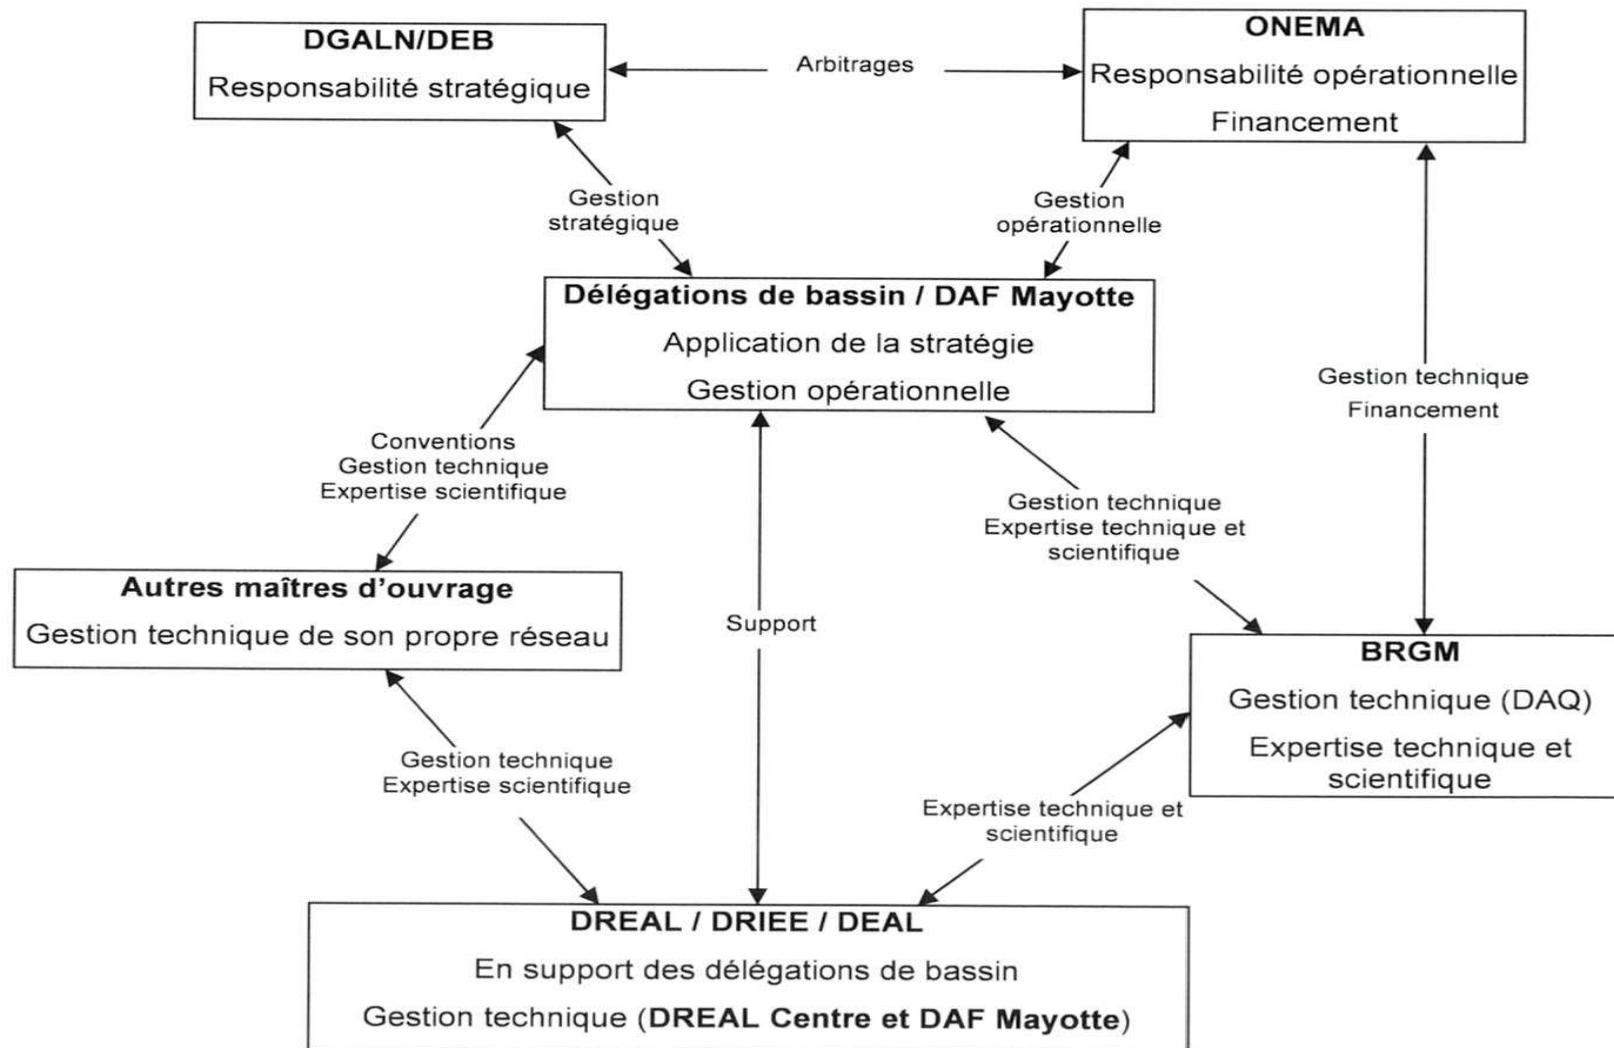 DGALN/DEB
Responsabilité stratégique
Arbitrages
ONEMA
Responsabilité opérationnelle
Financement
Gestion
stratégique
Gestion
opérationnelle
Délégations de bassin / DAF Mayotte
Application de la stratégie
Gestion opérationnelle
Gestion technique
Financement
Conventions
Gestion technique
Expertise scientifique
Gestion technique
Expertise technique et
scientifique
Autres maîtres d'ouvrage
Gestion technique de son propre réseau
Support
BRGM
Gestion technique (DAQ)
Expertise technique et
scientifique
Gestion technique
Expertise scientifique
Expertise technique et
scientifique
DREAL / DRIEE / DEAL
En support des délégations de bassin
Gestion technique (DREAL Centre et DAF Mayotte)